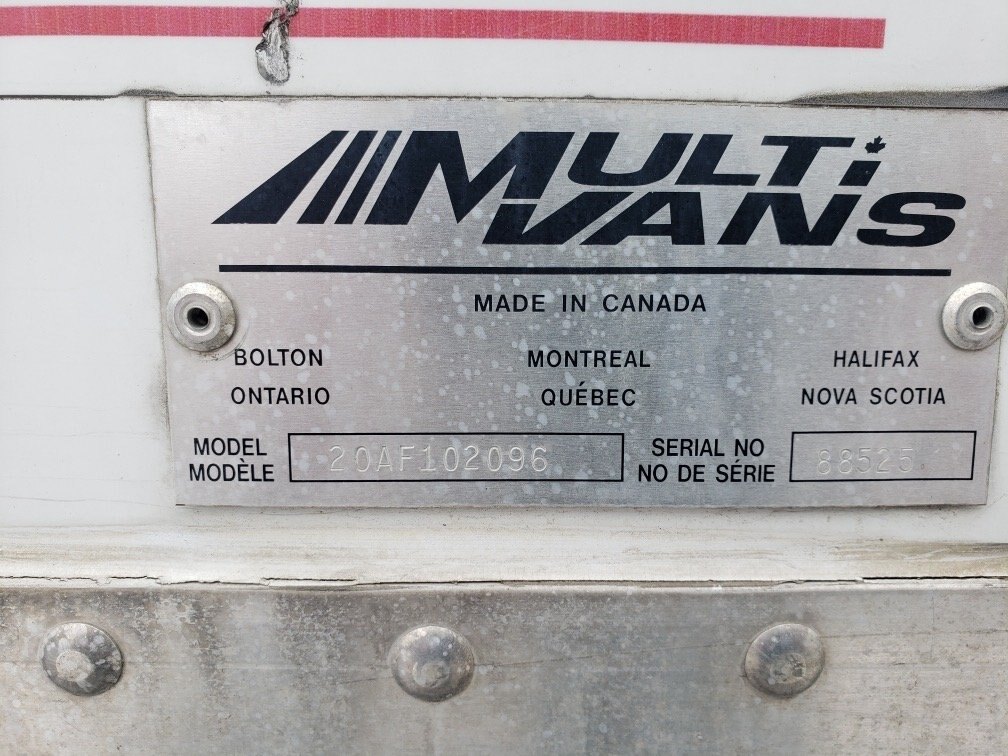 MULTi
VANS
MADE IN CANADA
BOLTON MONTREAL HALIFAX
ONTARIO QUÉBEC NOVA SCOTIA
MODEL 20AF102096 SERIAL NO 88525
MODÈLE NO DE SÉRIE